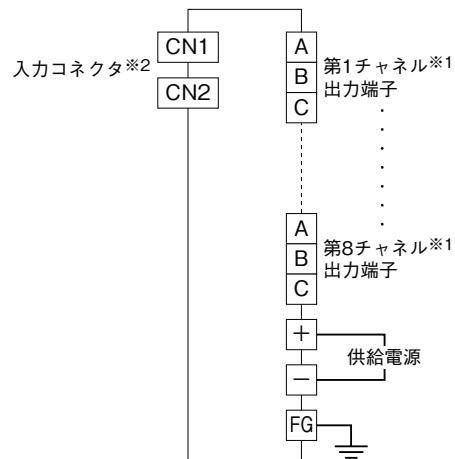 CN1
入力コネクタ※2
CN2
A
B
C
第1チャネル※1
出力端子
A
B
C
第8チャネル※1
出力端子
+
供給電源
−
FG